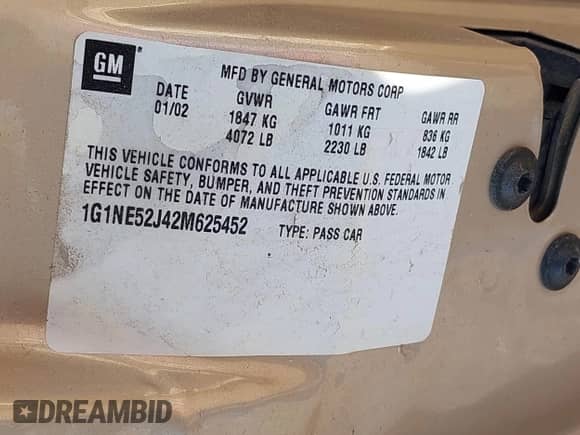 GM
MFD BY GENERAL MOTORS CORP
DATE GVWR GAWR FRT GAWR RR
01/02 1847 KG 1011 KG 836 KG
4072 LB 2230 LB 1842 LB
THIS VEHICLE CONFORMS TO ALL APPLICABLE U.S. FEDERAL MOTOR
VEHICLE SAFETY, BUMPER, AND THEFT PREVENTION STANDARDS IN
EFFECT ON THE DATE OF MANUFACTURE SHOWN ABOVE.
1G1NE52J42M625452 TYPE: PASS CAR
DREAMBID